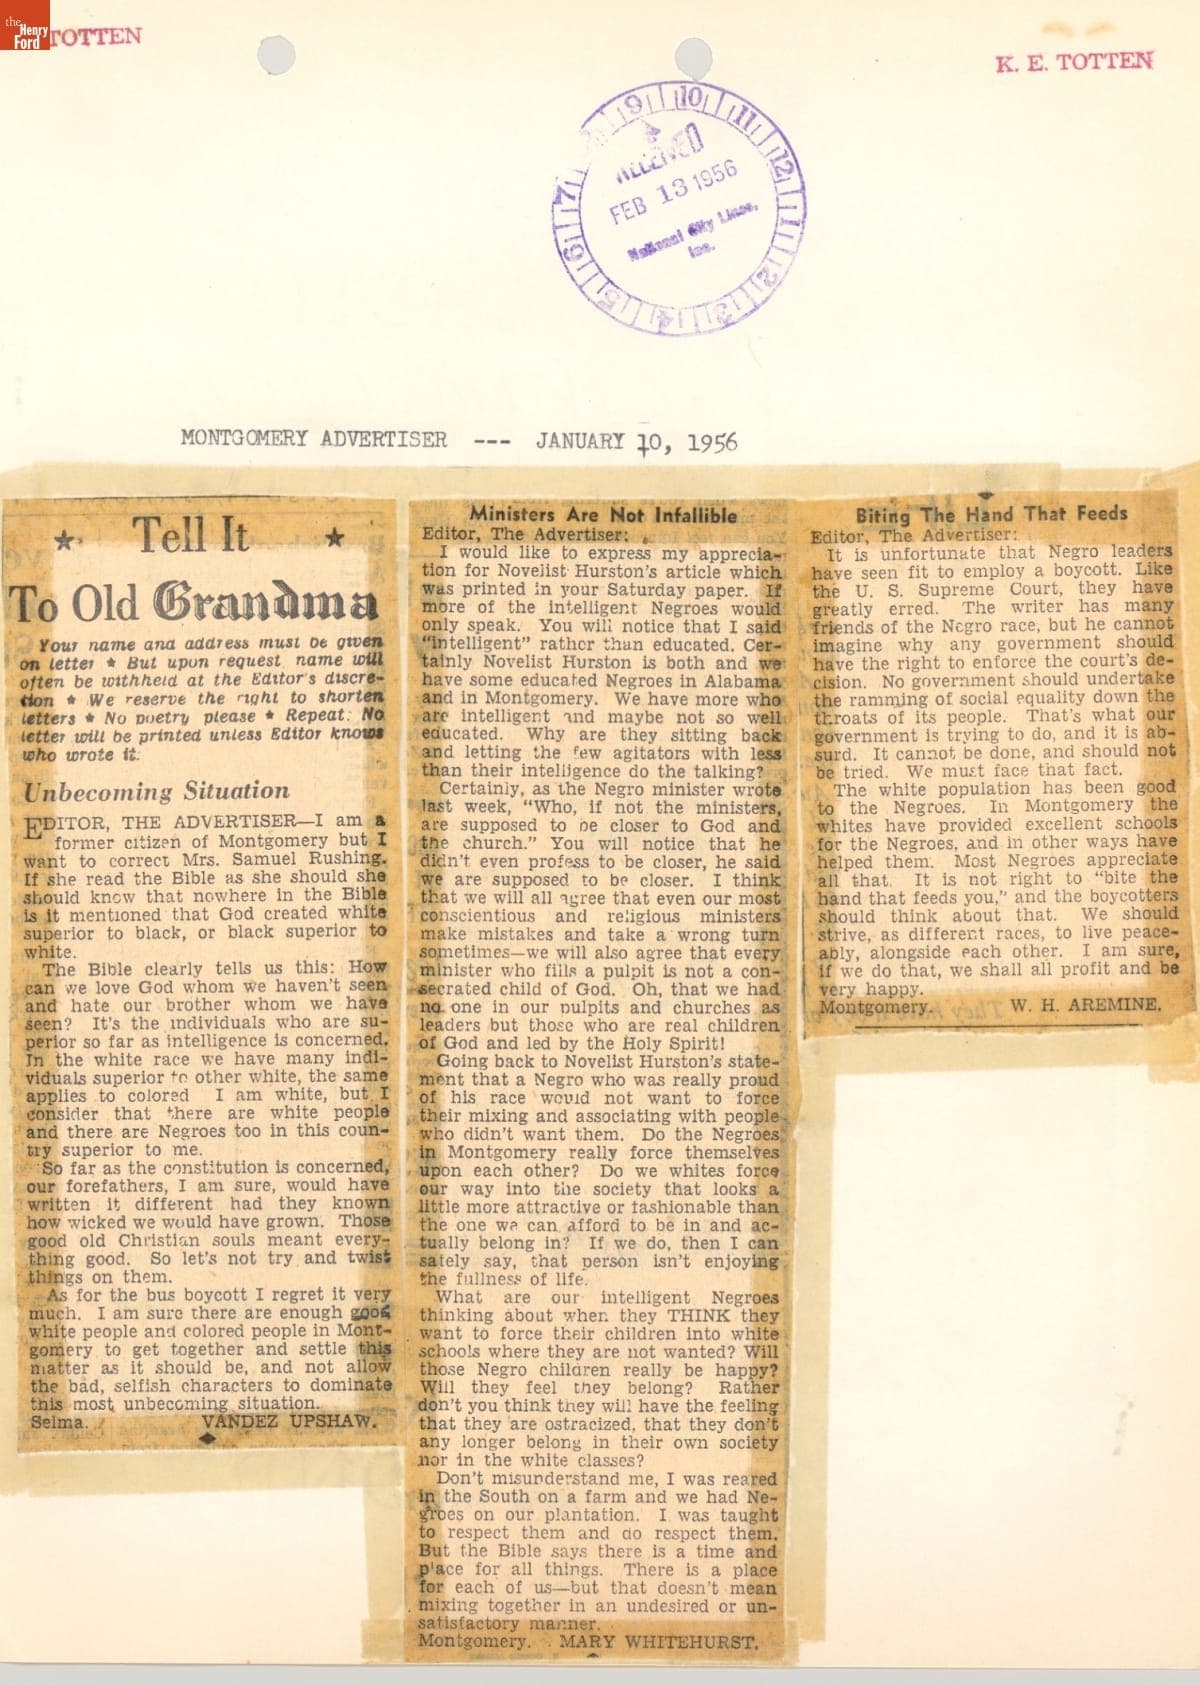 the
Henry
Ford
TOTTEN
K. E. TOTTEN
9 10 11 12 1 2 3 4 5 6 7
RECEIVED
FEB 13 1956
National City Lines,
Inc.
MONTGOMERY ADVERTISER --- JANUARY 10, 1956
Tell It
To Old Grandma
Your name and address must be given
on letter ★ But upon request name will
often be withheld at the Editor's discre-
tion ★ We reserve the right to shorten
letters ★ No poetry please ★ Repeat: No
letter will be printed unless Editor knows
who wrote it.
Unbecoming Situation
EDITOR, THE ADVERTISER—I am a
former citizen of Montgomery but I
want to correct Mrs. Samuel Rushing.
If she read the Bible as she should she
should know that nowhere in the Bible
is it mentioned that God created white
superior to black, or black superior to
white.
The Bible clearly tells us this: How
can we love God whom we haven't seen
and hate our brother whom we have
seen? It's the individuals who are su-
perior so far as intelligence is concerned.
In the white race we have many indi-
viduals superior to other white, the same
applies to colored I am white, but I
consider that there are white people
and there are Negroes too in this coun-
try superior to me.
So far as the constitution is concerned,
our forefathers, I am sure, would have
written it different had they known
how wicked we would have grown. Those
good old Christian souls meant every-
thing good. So let's not try and twist
things on them.
As for the bus boycott I regret it very
much. I am sure there are enough good
white people and colored people in Mont-
gomery to get together and settle this
matter as it should be, and not allow
the bad, selfish characters to dominate
this most unbecoming situation.
Selma. VANDEZ UPSHAW.
Ministers Are Not Infallible
Editor, The Advertiser:
I would like to express my apprecia-
tion for Novelist Hurston's article which
was printed in your Saturday paper. If
more of the intelligent Negroes would
only speak. You will notice that I said
"intelligent" rather than educated. Cer-
tainly Novelist Hurston is both and we
have some educated Negroes in Alabama
and in Montgomery. We have more who
are intelligent and maybe not so well
educated. Why are they sitting back
and letting the few agitators with less
than their intelligence do the talking?
Certainly, as the Negro minister wrote
last week, "Who, if not the ministers,
are supposed to be closer to God and
the church." You will notice that he
didn't even profess to be closer, he said
we are supposed to be closer. I think
that we will all agree that even our most
conscientious and religious ministers
make mistakes and take a wrong turn
sometimes—we will also agree that every
minister who fills a pulpit is not a con-
secrated child of God. Oh, that we had
no one in our pulpits and churches as
leaders but those who are real children
of God and led by the Holy Spirit!
Going back to Novelist Hurston's state-
ment that a Negro who was really proud
of his race would not want to force
their mixing and associating with people
who didn't want them. Do the Negroes
in Montgomery really force themselves
upon each other? Do we whites force
our way into the society that looks a
little more attractive or fashionable than
the one we can afford to be in and ac-
tually belong in? If we do, then I can
safely say, that person isn't enjoying
the fullness of life.
What are our intelligent Negroes
thinking about when they THINK they
want to force their children into white
schools where they are not wanted? Will
those Negro children really be happy?
Will they feel they belong? Rather
don't you think they will have the feeling
that they are ostracized, that they don't
any longer belong in their own society
nor in the white classes?
Don't misunderstand me, I was reared
in the South on a farm and we had Ne-
groes on our plantation. I was taught
to respect them and do respect them.
But the Bible says there is a time and
place for all things. There is a place
for each of us—but that doesn't mean
mixing together in an undesired or un-
satisfactory manner.
Montgomery. MARY WHITEHURST.
Biting The Hand That Feeds
Editor, The Advertiser:
It is unfortunate that Negro leaders
have seen fit to employ a boycott. Like
the U. S. Supreme Court, they have
greatly erred. The writer has many
friends of the Negro race, but he cannot
imagine why any government should
have the right to enforce the court's de-
cision. No government should undertake
the ramming of social equality down the
throats of its people. That's what our
government is trying to do, and it is ab-
surd. It cannot be done, and should not
be tried. We must face that fact.
The white population has been good
to the Negroes. In Montgomery the
whites have provided excellent schools
for the Negroes, and in other ways have
helped them. Most Negroes appreciate
all that. It is not right to "bite the
hand that feeds you," and the boycotters
should think about that. We should
strive, as different races, to live peace-
ably, alongside each other. I am sure,
if we do that, we shall all profit and be
very happy.
Montgomery. W. H. AREMINE.